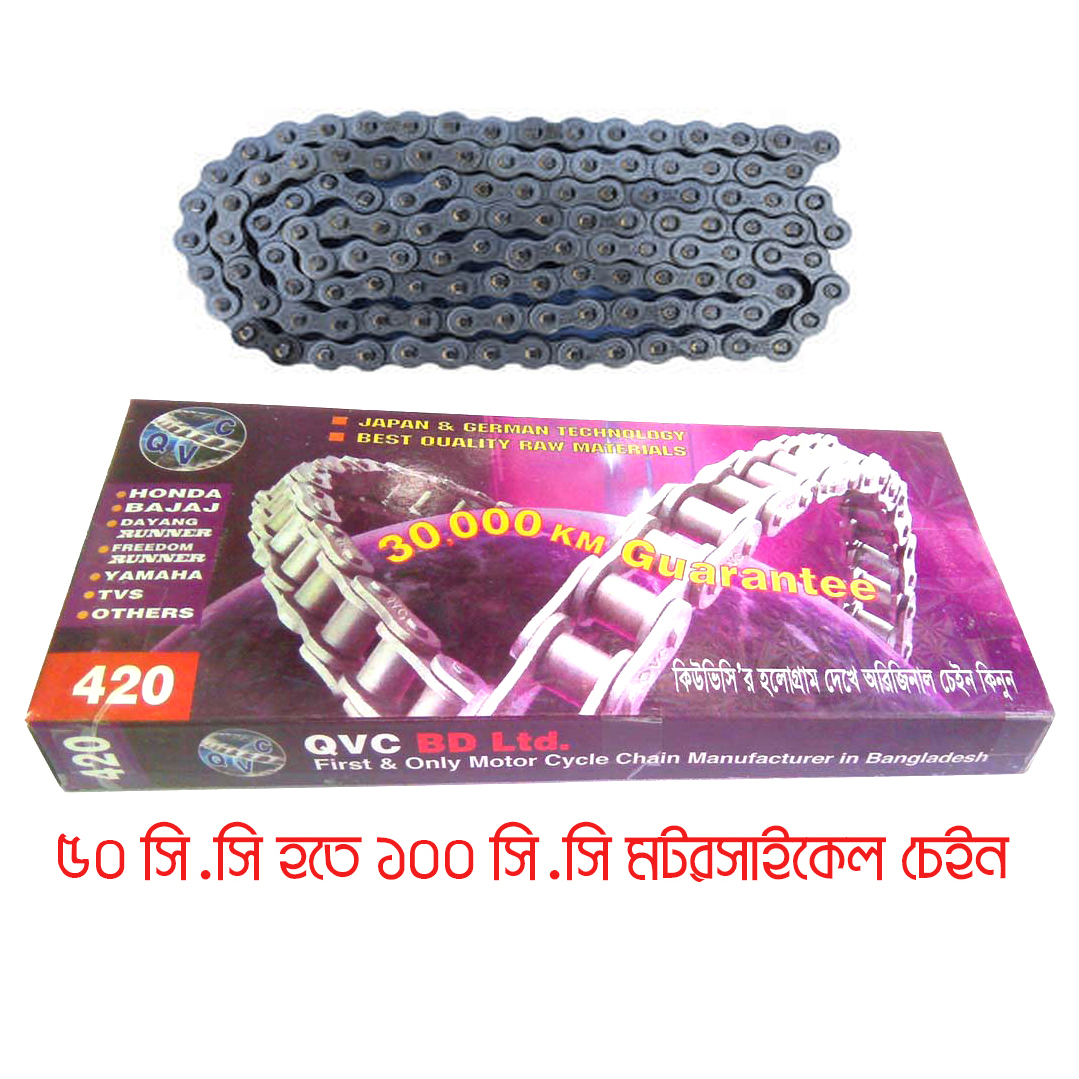 JAPAN & GERMAN TECHNOLOGY
BEST QUALITY RAW MATERIALS
Q V C
HONDA
BAJAJ
DAYANG
RUNNER
FREEDOM
RUNNER
YAMAHA
TVS
OTHERS
30,000 KM Guarantee
420
কিউভিসি'র হলোগ্রাম দেখে অরিজিনাল চেইন কিনুন
420
Q V C
QVC BD Ltd.
First & Only Motor Cycle Chain Manufacturer in Bangladesh
৫০ সি.সি হতে ১০০ সি.সি মটরসাইকেল চেইন